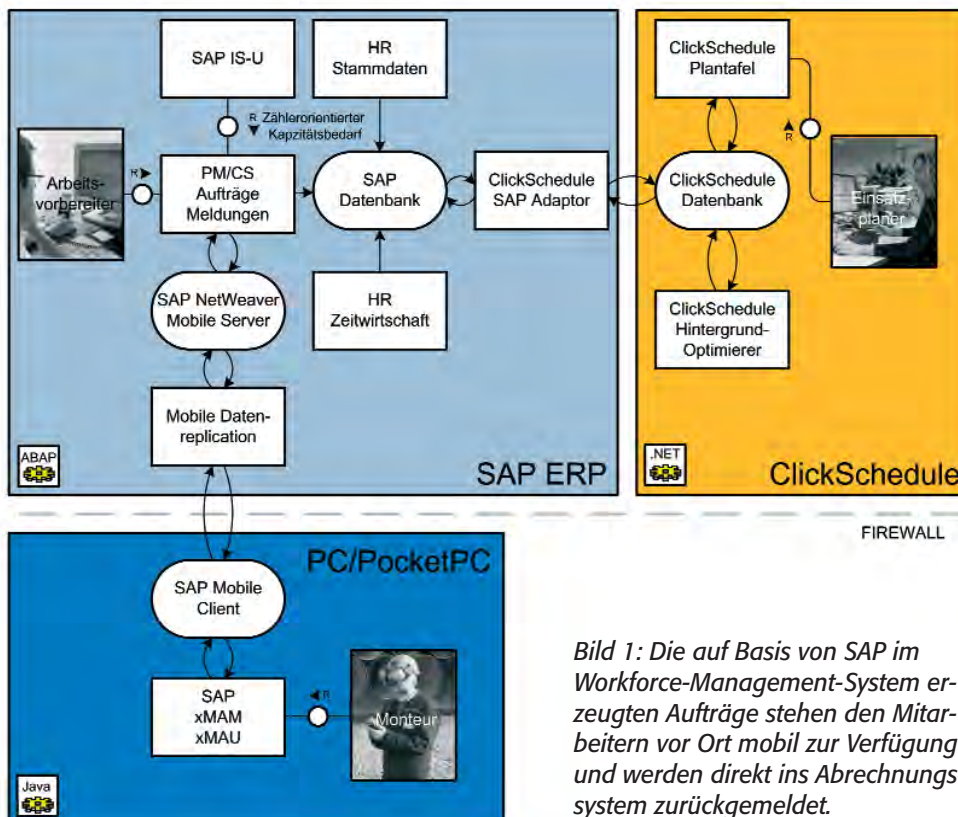 SAP IS-U
HR
Stammdaten
ClickSchedule
Plantafel
R Zählerorientierter
Kapzitätsbedarf
Arbeits-
vorbereiter
R
PM/CS
Aufträge
Meldungen
SAP
Datenbank
ClickSchedule
SAP Adaptor
ClickSchedule
Datenbank
R
Einsatz-
planer
SAP NetWeaver
Mobile Server
HR
Zeitwirtschaft
ClickSchedule
Hintergrund-
Optimierer
Mobile Daten-
replication
ABAP
SAP ERP
.NET
ClickSchedule
FIREWALL
PC/PocketPC
SAP Mobile
Client
SAP
xMAM
xMAU
R
Monteur
Java
Bild 1: Die auf Basis von SAP im
Workforce-Management-System er-
zeugten Aufträge stehen den Mitar-
beitern vor Ort mobil zur Verfügung
und werden direkt ins Abrechnungs
system zurückgemeldet.